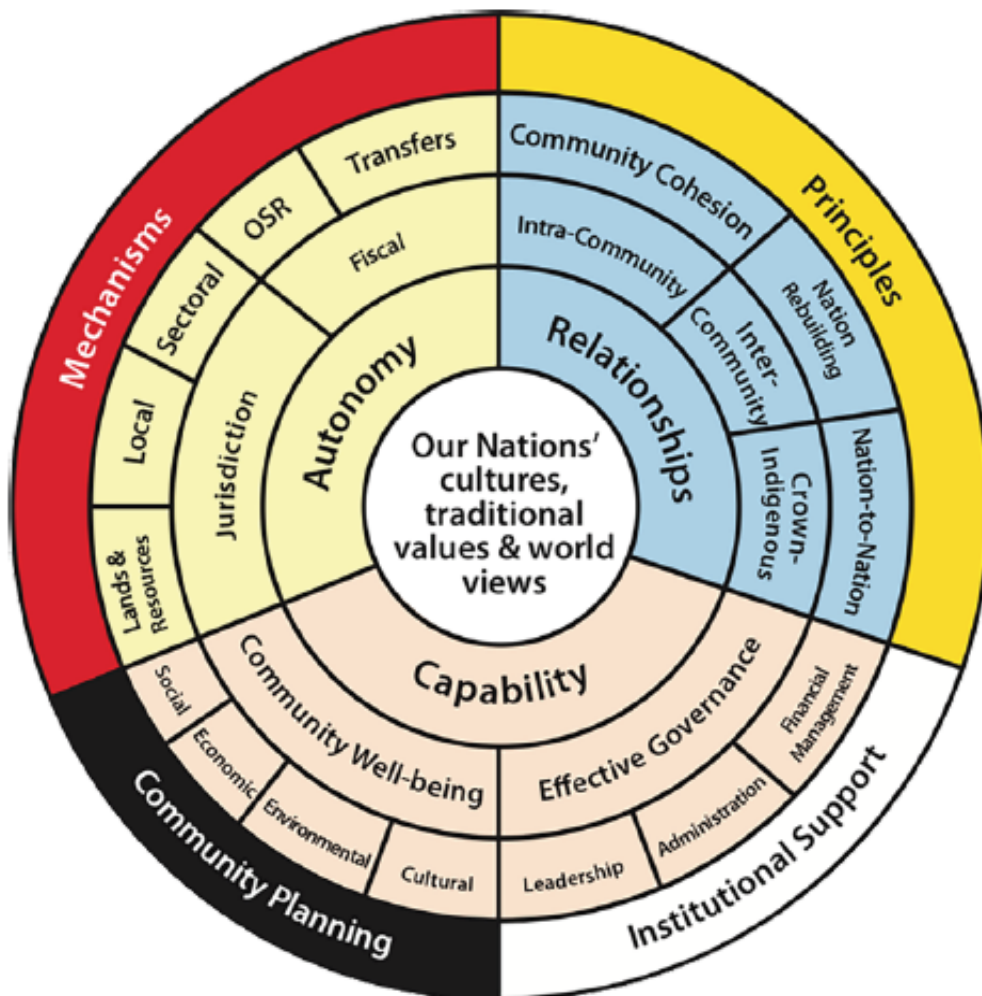 Mechanisms
Principles
Community Planning
Institutional Support
Transfers
OSR
Sectoral
Local
Lands &
Resources
Fiscal
Jurisdiction
Autonomy
Community Cohesion
Nation
Rebuilding
Nation-to-Nation
Intra-Community
Inter-
Community
Crown-
Indigenous
Relationships
Our Nations’
cultures,
traditional
values & world
views
Capability
Community Well-being
Effective Governance
Social
Economic
Environmental
Cultural
Leadership
Administration
Financial
Management